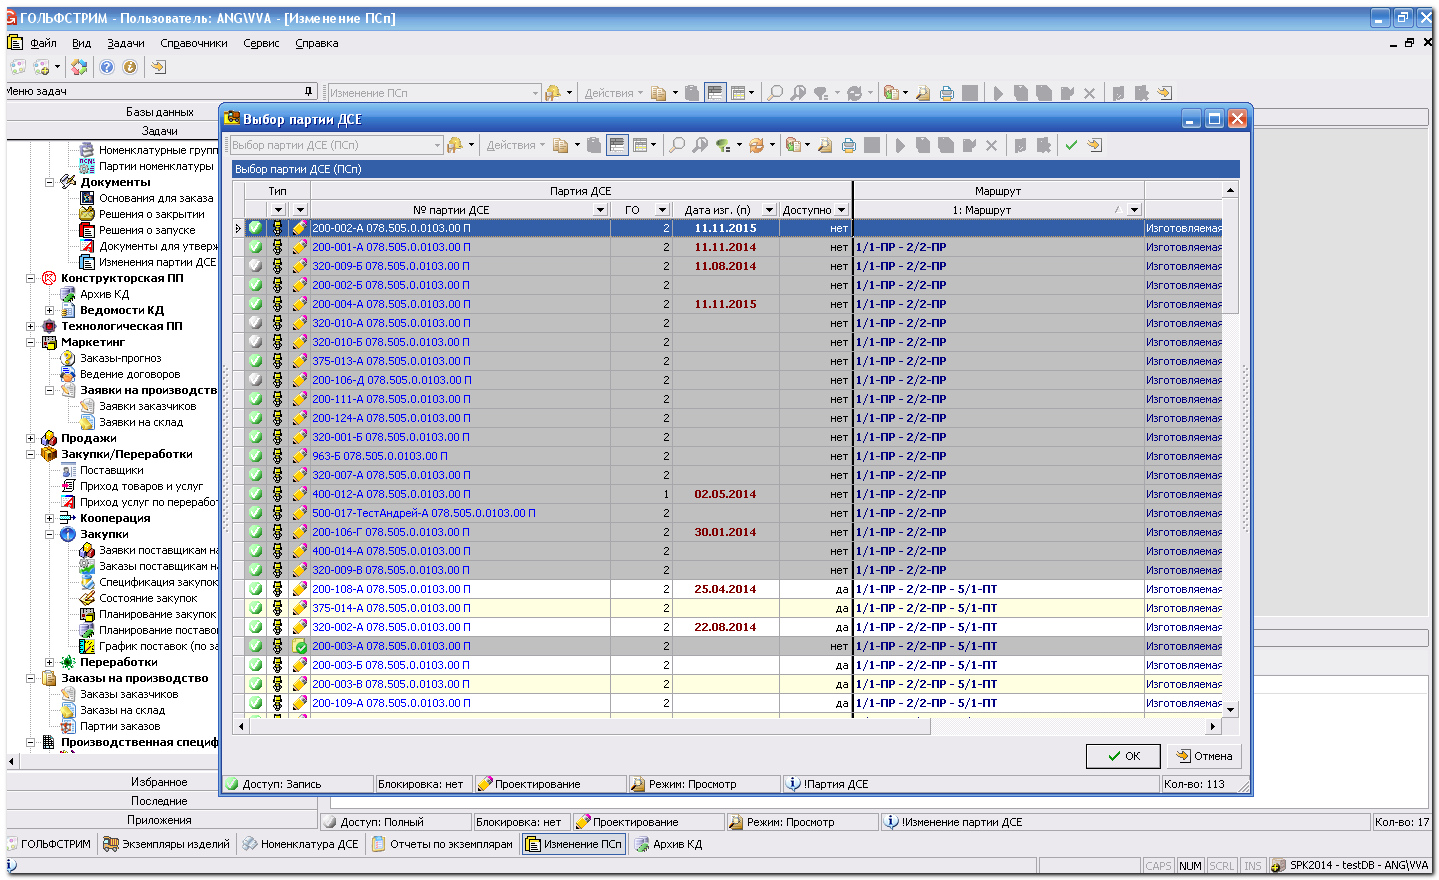 ГОЛЬФСТРИМ - Пользователь: ANG\VVA - [Изменение ПСп]
Файл Вид Задачи Справочники Сервис Справка
Меню задач
Изменение ПСп
Действия
Базы данных
Задачи
Номенклатурные групп
Партии номенклатуры
Документы
Основания для заказа
Решения о закрытии
Решения о запуске
Документы для утверж
Изменения партии ДСЕ
Конструкторская ПП
Архив КД
Ведомости КД
Технологическая ПП
Маркетинг
Заказы-прогноз
Ведение договоров
Заявки на производств
Заявки заказчиков
Заявки на склад
Продажи
Закупки/Переработки
Поставщики
Приход товаров и услуг
Приход услуг по перерабо
Кооперация
Закупки
Заявки поставщикам на
Заказы поставщикам на
Спецификация закупок
Состояние закупок
Планирование закупок
Планирование поставо
График поставок (по за
Переработки
Заказы на производство
Заказы заказчиков
Заказы на склад
Партии заказов
Производственная специф
Избранное
Последние
Приложения
Выбор партии ДСЕ
Выбор партии ДСЕ (ПСп)
Действия
Выбор партии ДСЕ (ПСп)
Тип Партия ДСЕ Маршрут
№ партии ДСЕ ГО Дата изг. (п) Доступно 1: Маршрут
200-002-А 078.505.0.0103.00 П 2 11.11.2015 нет Изготовляемая
200-001-А 078.505.0.0103.00 П 2 11.11.2014 нет 1/1-ПР - 2/2-ПР Изготовляемая
320-009-Б 078.505.0.0103.00 П 2 11.08.2014 нет 1/1-ПР - 2/2-ПР Изготовляемая
200-002-Б 078.505.0.0103.00 П 2 нет 1/1-ПР - 2/2-ПР Изготовляемая
200-004-А 078.505.0.0103.00 П 2 11.11.2015 нет 1/1-ПР - 2/2-ПР Изготовляемая
320-010-А 078.505.0.0103.00 П 2 нет 1/1-ПР - 2/2-ПР Изготовляемая
320-010-Б 078.505.0.0103.00 П 2 нет 1/1-ПР - 2/2-ПР Изготовляемая
375-013-А 078.505.0.0103.00 П 2 нет 1/1-ПР - 2/2-ПР Изготовляемая
200-106-Д 078.505.0.0103.00 П 2 нет 1/1-ПР - 2/2-ПР Изготовляемая
200-111-А 078.505.0.0103.00 П 2 нет 1/1-ПР - 2/2-ПР Изготовляемая
200-124-А 078.505.0.0103.00 П 2 нет 1/1-ПР - 2/2-ПР Изготовляемая
320-001-Б 078.505.0.0103.00 П 2 нет 1/1-ПР - 2/2-ПР Изготовляемая
963-Б 078.505.0.0103.00 П 2 нет 1/1-ПР - 2/2-ПР Изготовляемая
320-007-А 078.505.0.0103.00 П 2 нет 1/1-ПР - 2/2-ПР Изготовляемая
400-012-А 078.505.0.0103.00 П 1 02.05.2014 нет 1/1-ПР - 2/2-ПР Изготовляемая
500-017-ТестАндрей-А 078.505.0.0103.00 П 2 нет 1/1-ПР - 2/2-ПР Изготовляемая
200-106-Г 078.505.0.0103.00 П 2 30.01.2014 нет 1/1-ПР - 2/2-ПР Изготовляемая
400-014-А 078.505.0.0103.00 П 2 нет 1/1-ПР - 2/2-ПР Изготовляемая
320-009-В 078.505.0.0103.00 П 2 нет 1/1-ПР - 2/2-ПР Изготовляемая
200-108-А 078.505.0.0103.00 П 2 25.04.2014 да 1/1-ПР - 2/2-ПР - 5/1-ПТ Изготовляемая
375-014-А 078.505.0.0103.00 П 2 да 1/1-ПР - 2/2-ПР - 5/1-ПТ Изготовляемая
320-002-А 078.505.0.0103.00 П 2 22.08.2014 да 1/1-ПР - 2/2-ПР - 5/1-ПТ Изготовляемая
200-003-А 078.505.0.0103.00 П 2 нет 1/1-ПР - 2/2-ПР - 5/1-ПТ Изготовляемая
200-003-Б 078.505.0.0103.00 П 2 да 1/1-ПР - 2/2-ПР - 5/1-ПТ Изготовляемая
200-003-В 078.505.0.0103.00 П 2 да 1/1-ПР - 2/2-ПР - 5/1-ПТ Изготовляемая
200-109-А 078.505.0.0103.00 П 2 да 1/1-ПР - 2/2-ПР - 5/1-ПТ Изготовляемая
ОК Отмена
Доступ: Запись Блокировка: нет Проектирование Режим: Просмотр !Партия ДСЕ Кол-во: 113
Доступ: Полный Блокировка: нет Проектирование Режим: Просмотр !Изменение партии ДСЕ Кол-во: 17
ГОЛЬФСТРИМ Экземпляры изделий Номенклатура ДСЕ Отчеты по экземплярам Изменение ПСп Архив КД
CAPS NUM SCRL INS SPK2014 - testDB - ANG\VVA